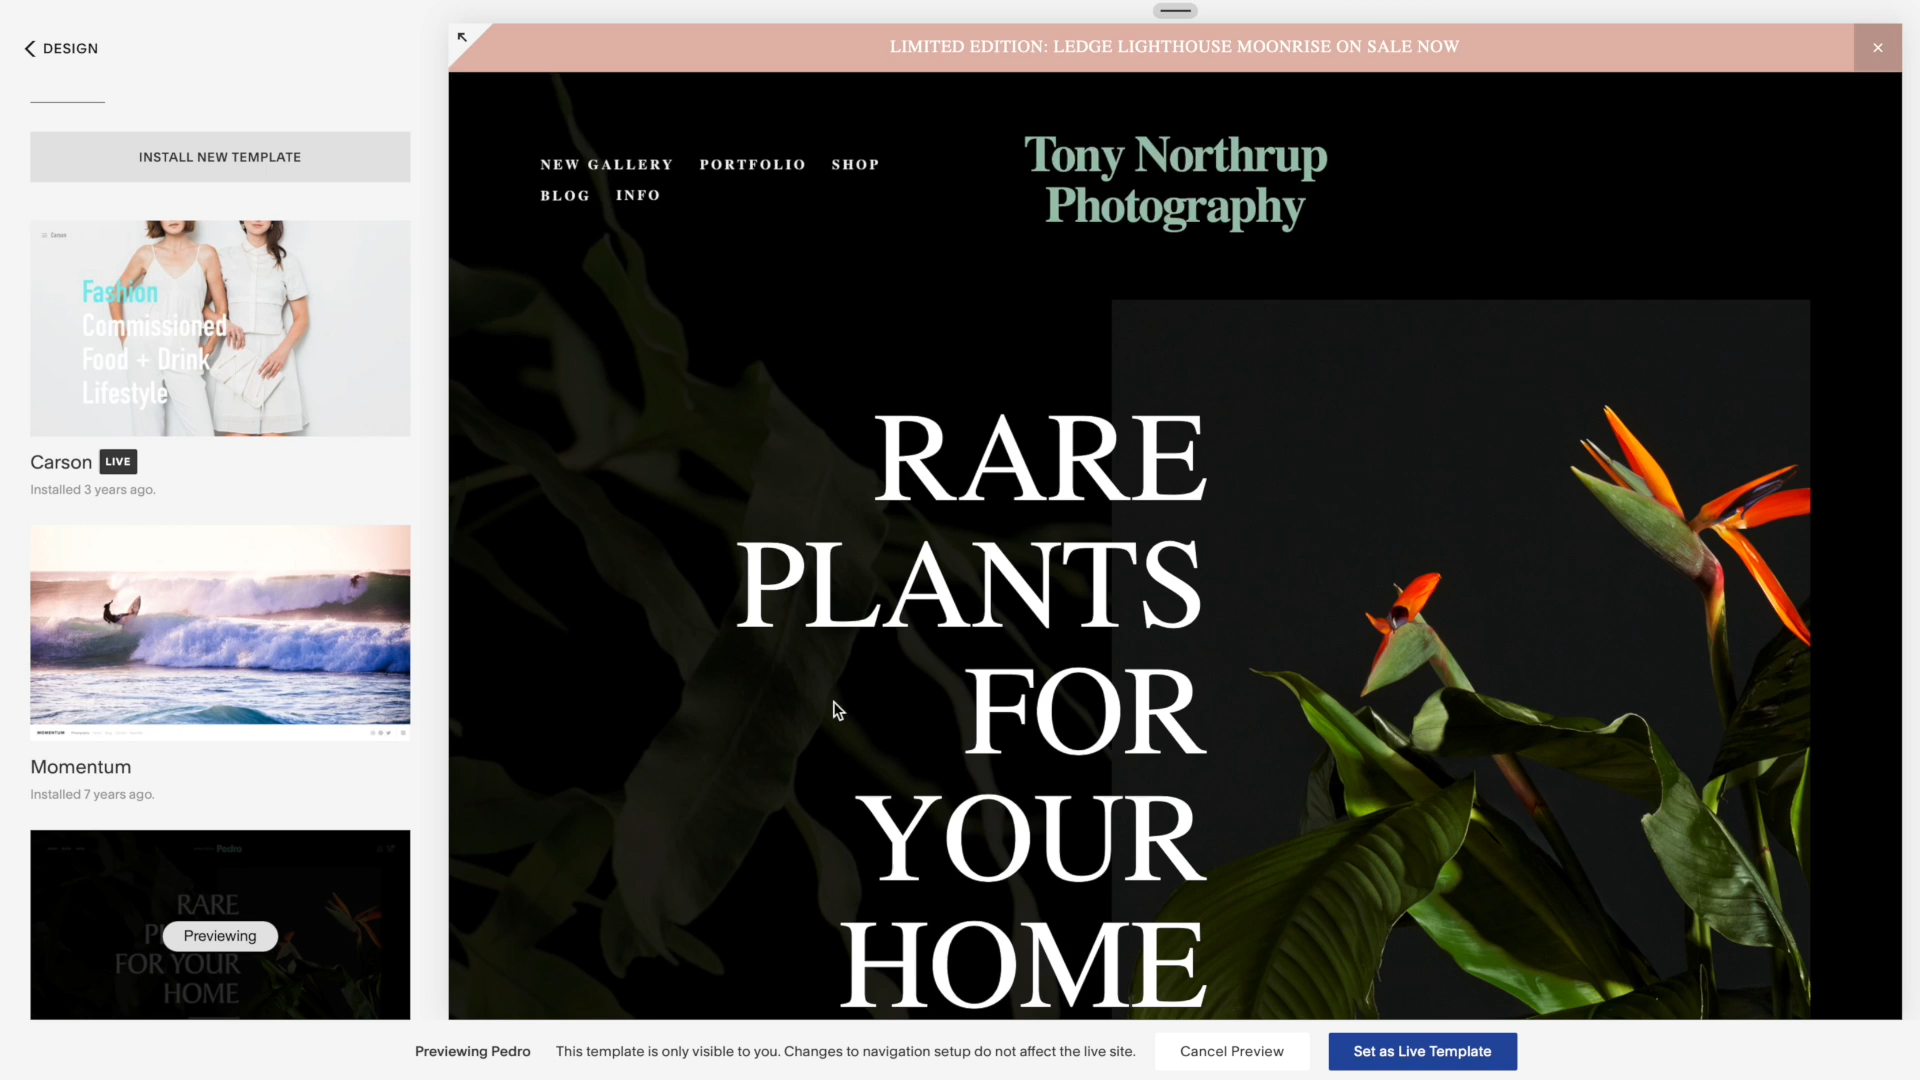 DESIGN
INSTALL NEW TEMPLATE
Carson
Fashion
Commissioned
Food + Drink
Lifestyle
Carson LIVE
Installed 3 years ago.
MOMENTUM
Momentum
Installed 7 years ago.
Pedro
RARE
FOR YOUR
HOME
Previewing
LIMITED EDITION: LEDGE LIGHTHOUSE MOONRISE ON SALE NOW
NEW GALLERY PORTFOLIO SHOP
BLOG INFO
Tony Northrup
Photography
RARE
PLANTS
FOR
YOUR
HOME
Previewing Pedro This template is only visible to you. Changes to navigation setup do not affect the live site. Cancel Preview Set as Live Template